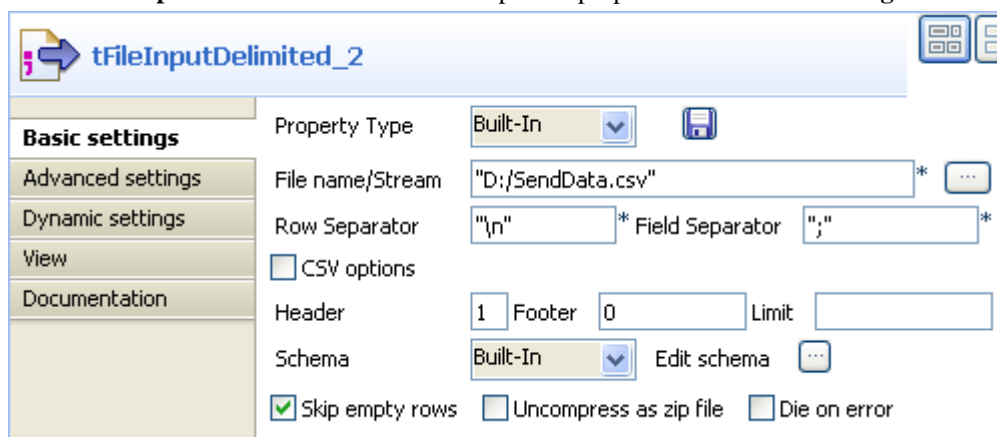 tFileInputDelimited_2
Basic settings
Advanced settings
Dynamic settings
View
Documentation
Property Type Built-In
File name/Stream "D:/SendData.csv" * ...
Row Separator "\n" * Field Separator ";" *
CSV options
Header 1 Footer 0 Limit
Schema Built-In Edit schema ...
Skip empty rows Uncompress as zip file Die on error